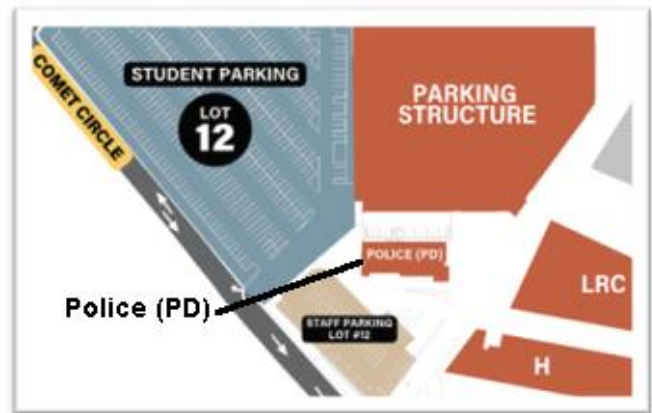 STUDENT PARKING
LOT
12
COMET CIRCLE
PARKING
STRUCTURE
POLICE (PD)
LRC
Police (PD)
STAFF PARKING
LOT #12
H